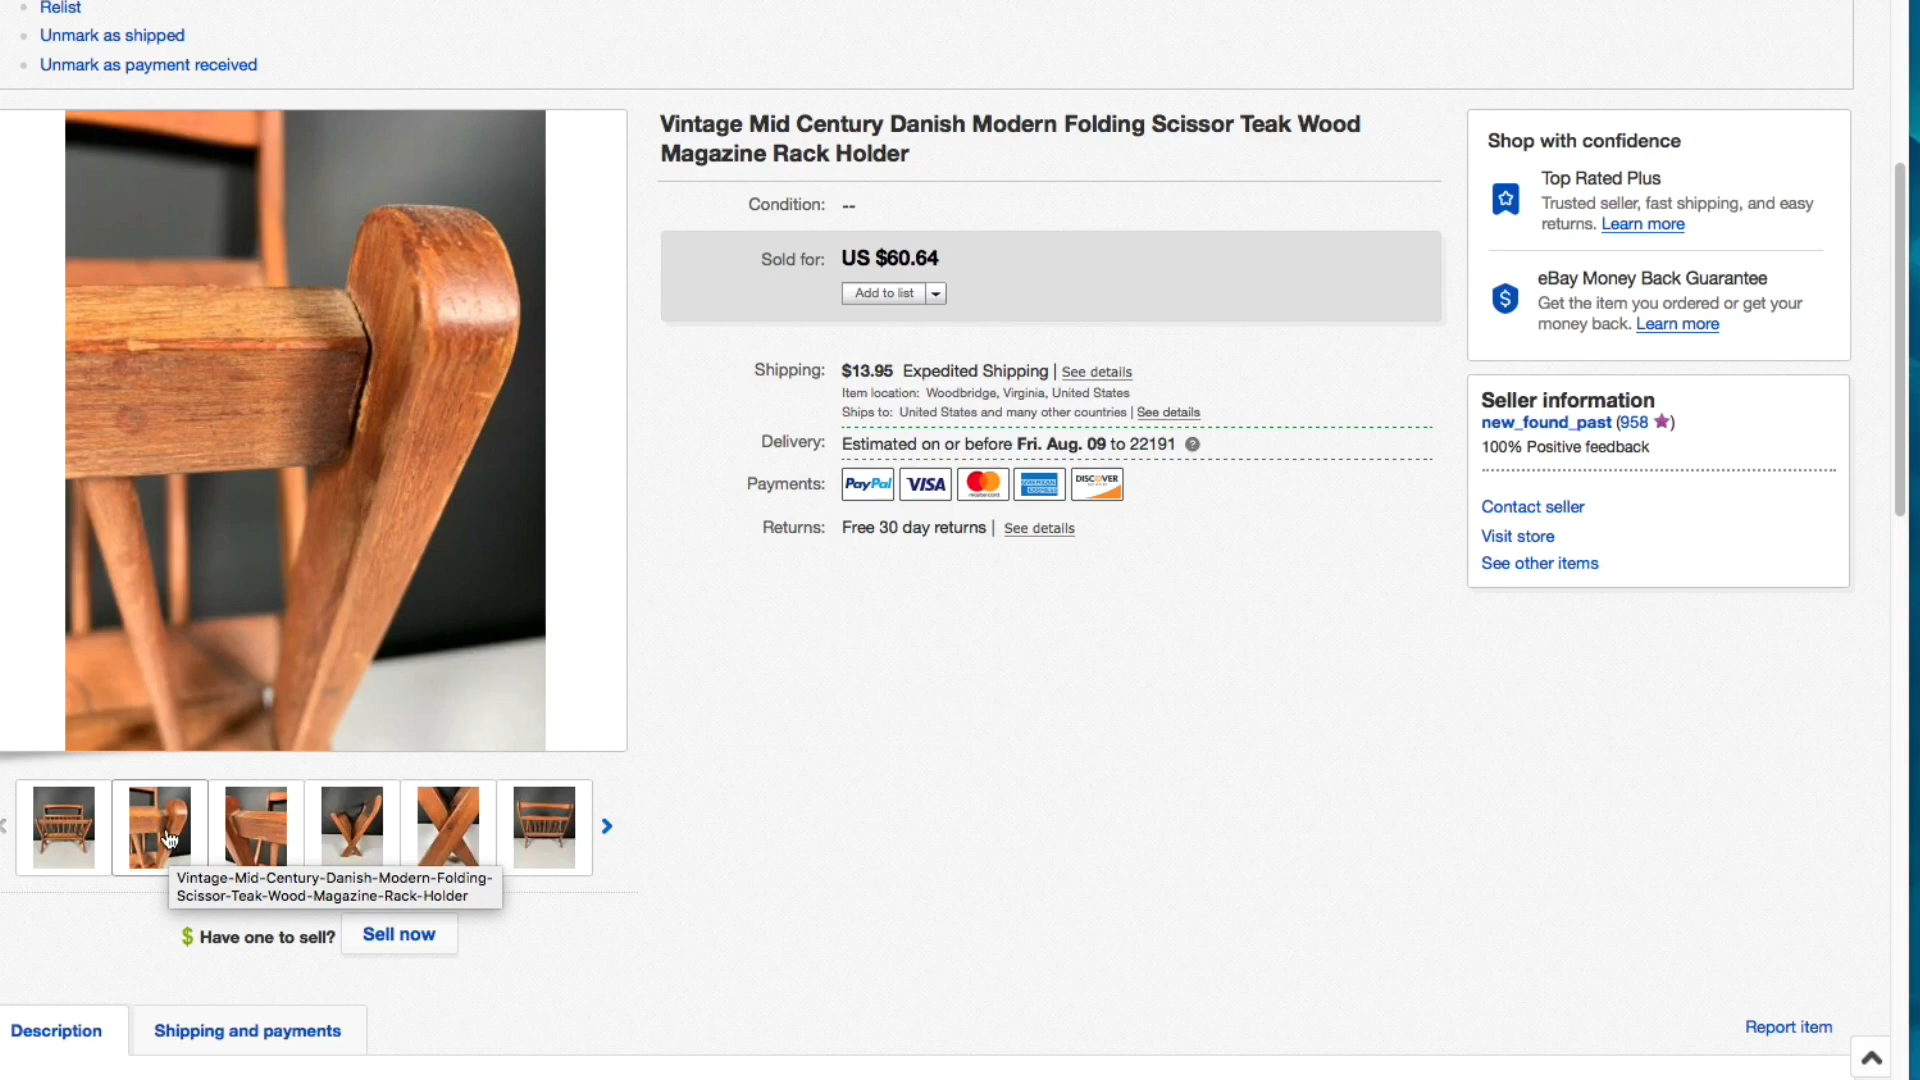 Relist
Unmark as shipped
Unmark as payment received
Vintage Mid Century Danish Modern Folding Scissor Teak Wood
Magazine Rack Holder
Condition: --
Sold for: US $60.64
Add to list
Shipping: $13.95 Expedited Shipping | See details
Item location: Woodbridge, Virginia, United States
Ships to: United States and many other countries | See details
Delivery: Estimated on or before Fri. Aug. 09 to 22191 ?
Payments: PayPal VISA mastercard AMERICAN EXPRESS DISCOVER
Returns: Free 30 day returns | See details
Shop with confidence
Top Rated Plus
Trusted seller, fast shipping, and easy
returns. Learn more
eBay Money Back Guarantee
$
Get the item you ordered or get your
money back. Learn more
Seller information
new_found_past (958 ★)
100% Positive feedback
Contact seller
Visit store
See other items
Vintage-Mid-Century-Danish-Modern-Folding-
Scissor-Teak-Wood-Magazine-Rack-Holder
$ Have one to sell? Sell now
Description
Shipping and payments
Report item